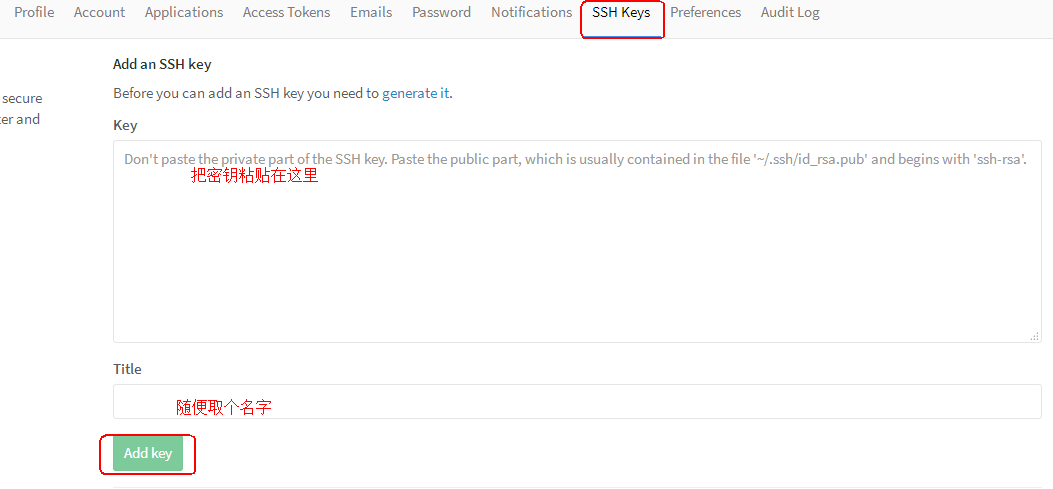 Profile Account Applications Access Tokens Emails Password Notifications SSH Keys Preferences Audit Log
Add an SSH key
secure
Before you can add an SSH key you need to generate it.
er and
Key
Don't paste the private part of the SSH key. Paste the public part, which is usually contained in the file '~/.ssh/id_rsa.pub' and begins with 'ssh-rsa'.
把密钥粘贴在这里
Title
随便取个名字
Add key